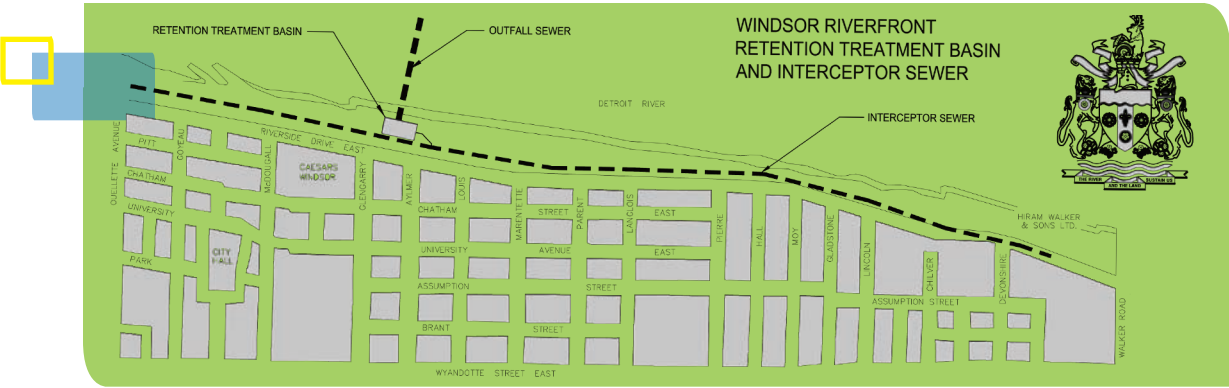 WINDSOR RIVERFRONT
RETENTION TREATMENT BASIN
AND INTERCEPTOR SEWER
RETENTION TREATMENT BASIN
OUTFALL SEWER
DETROIT RIVER
INTERCEPTOR SEWER
THE RIVER
AND THE LAND
SUSTAIN US
HIRAM WALKER
& SONS LTD.
OUELLETTE AVENUE
PITT
GOYEAU
McDOUGALL
RIVERSIDE DRIVE EAST
CAESARS
WINDSOR
GLENGARRY
AYLMER
LOUIS
MARENTETTE
PARENT
LANGLOIS
PIERRE
HALL
MOY
GLADSTONE
LINCOLN
CHILVER
DEVONSHIRE
WALKER ROAD
CHATHAM
CHATHAM STREET EAST
UNIVERSITY
UNIVERSITY AVENUE EAST
CITY
HALL
PARK
ASSUMPTION STREET
ASSUMPTION STREET
BRANT STREET
WYANDOTTE STREET EAST